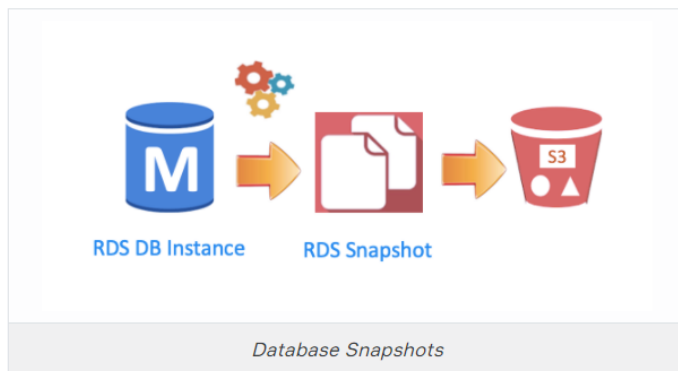 M
S3
RDS DB Instance
RDS Snapshot
Database Snapshots